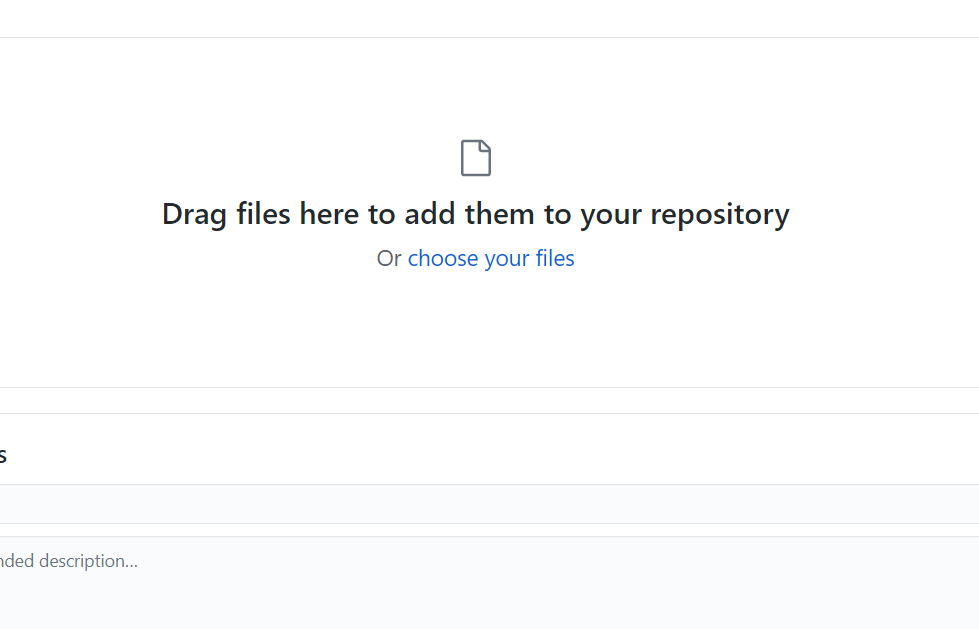 Drag files here to add them to your repository
Or choose your files
s
nded description...